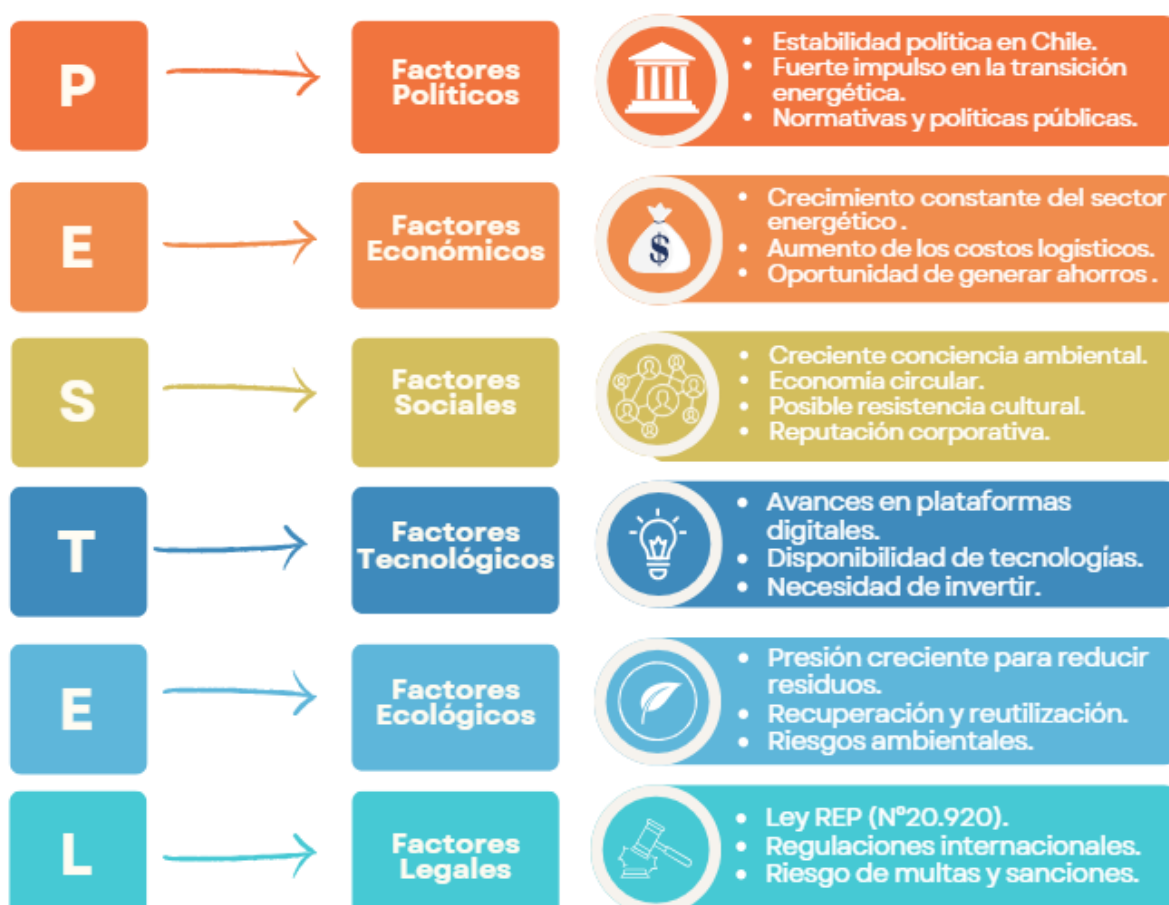 P
Factores
Políticos
• Estabilidad política en Chile.
• Fuerte impulso en la transición
energética.
• Normativas y políticas públicas.
E
Factores
Económicos
$
• Crecimiento constante del sector
energético .
• Aumento de los costos logísticos.
• Oportunidad de generar ahorros .
S
Factores
Sociales
• Creciente conciencia ambiental.
• Economía circular.
• Posible resistencia cultural.
• Reputación corporativa.
T
Factores
Tecnológicos
• Avances en plataformas
digitales.
• Disponibilidad de tecnologías.
• Necesidad de invertir.
E
Factores
Ecológicos
• Presión creciente para reducir
residuos.
• Recuperación y reutilización.
• Riesgos ambientales.
L
Factores
Legales
• Ley REP (N°20.920).
• Regulaciones internacionales.
• Riesgo de multas y sanciones.